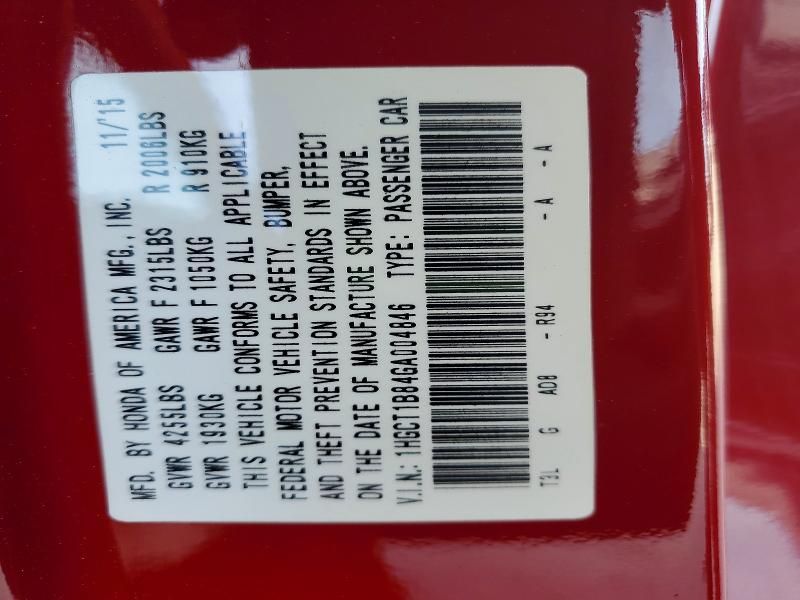 MFD. BY HONDA OF AMERICA MFG., INC. 11/'15
GVWR 4255LBS GAWR F 2315LBS R 2006LBS
GVWR 1930KG GAWR F 1050KG R 910KG
THIS VEHICLE CONFORMS TO ALL APPLICABLE
FEDERAL MOTOR VEHICLE SAFETY, BUMPER,
AND THEFT PREVENTION STANDARDS IN EFFECT
ON THE DATE OF MANUFACTURE SHOWN ABOVE.
V.I.N.: 1HGCT1B84GA004846 TYPE: PASSENGER CAR
T3L G AD8 - R94 - A - A